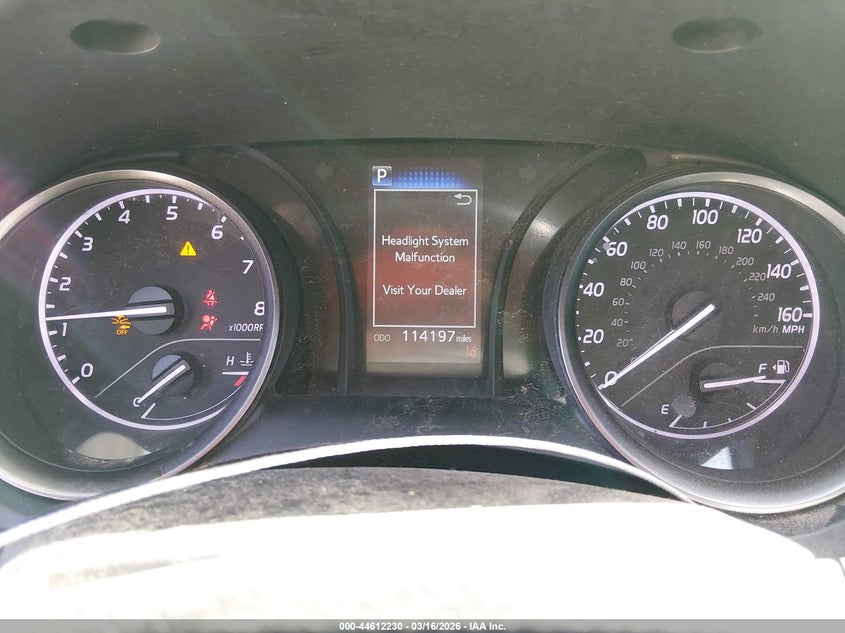 P
Headlight System
Malfunction
Visit Your Dealer
ODO 114197 miles
0 1 2 3 4 5 6 7 8
x1000R
OFF
H
C
0 20 40 60 80 100 120 140 160
20 40 60 80 100 120 140 160 180 200 220 240
km/h MPH
F
E
000-44612230 - 03/16/2026 - IAA Inc.